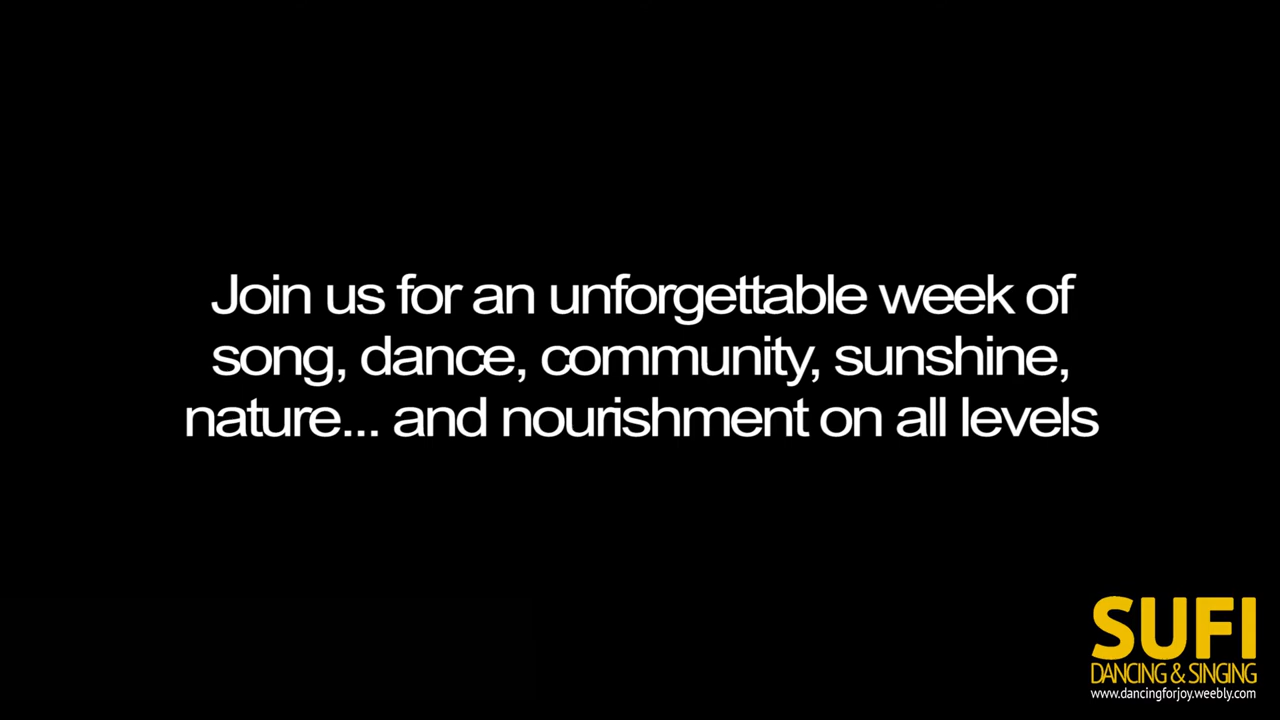 Join us for an unforgettable week of
song, dance, community, sunshine,
nature... and nourishment on all levels
SUFI
DANCING & SINGING
www.dancingforjoy.weebly.com